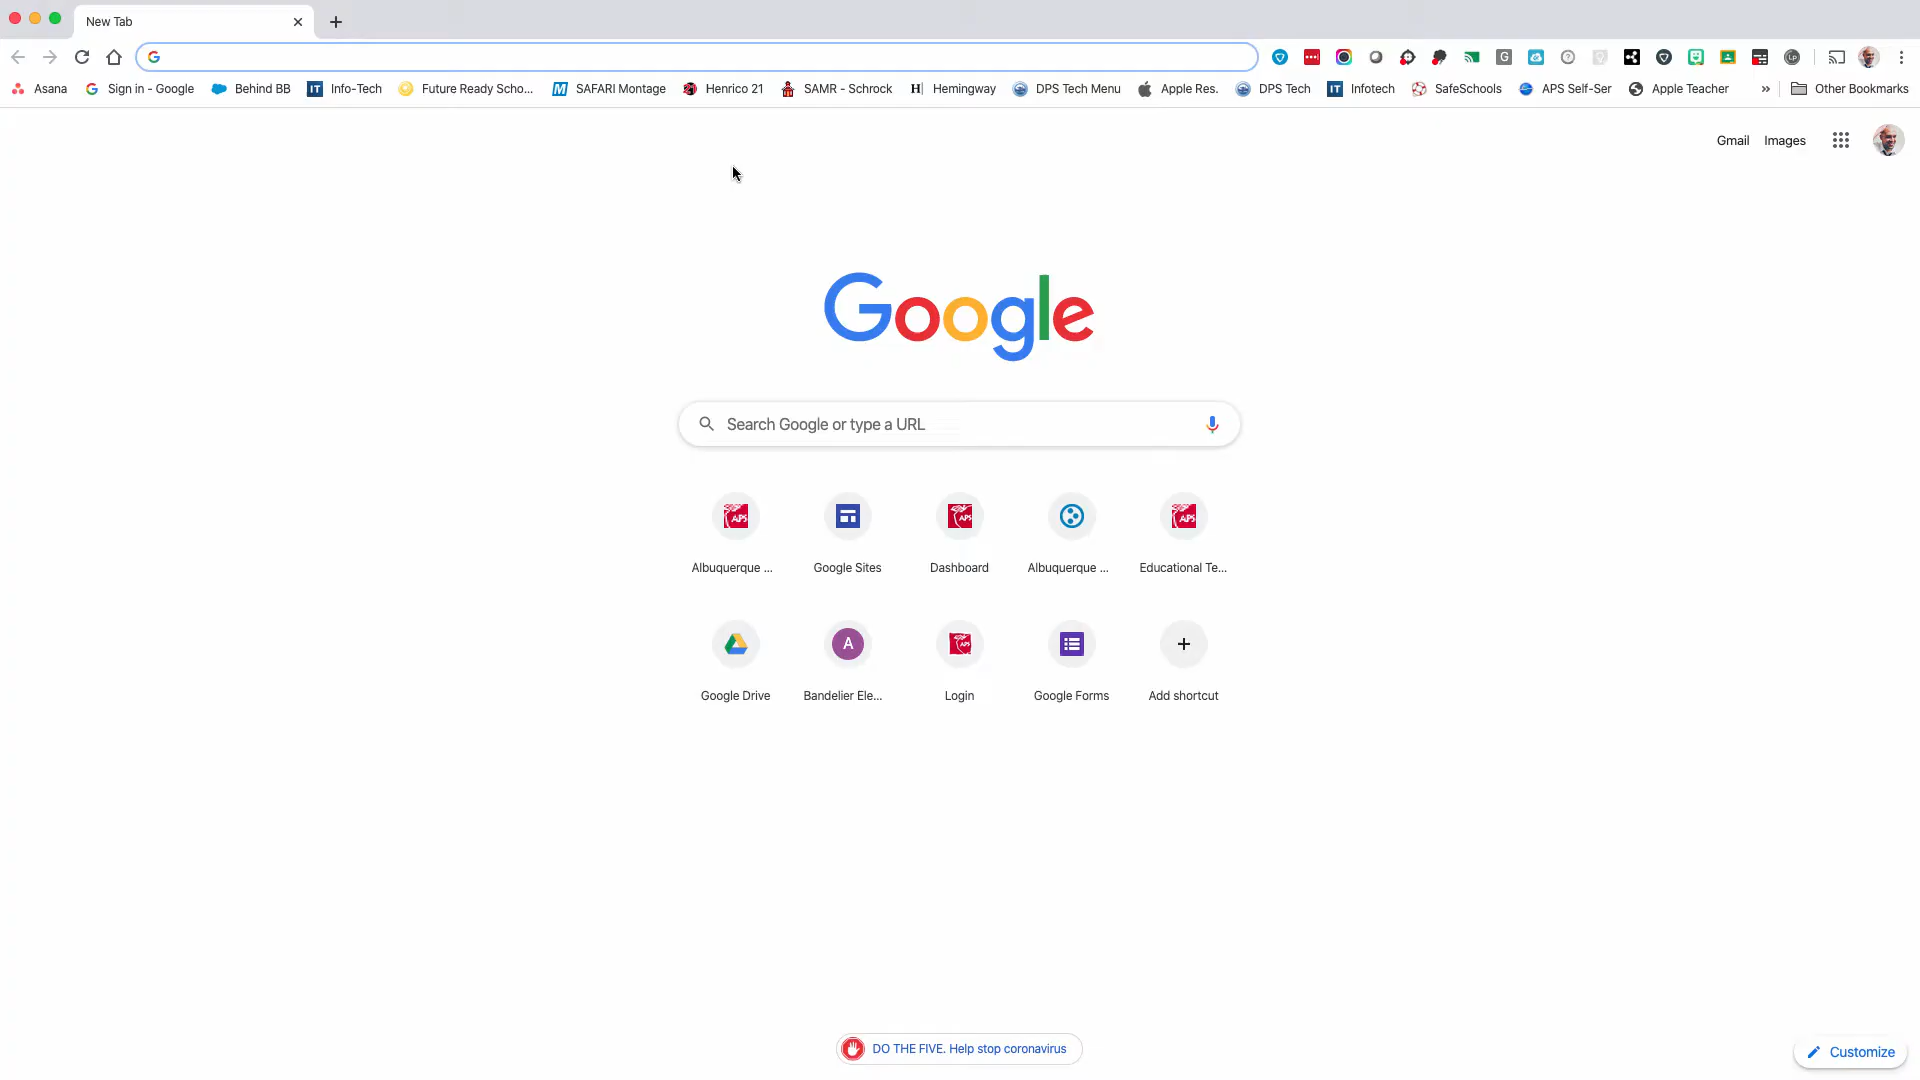 New Tab
Asana Sign in - Google Behind BB IT Info-Tech Future Ready Scho... M SAFARI Montage Henrico 21 SAMR - Schrock H Hemingway DPS Tech Menu Apple Res. DPS Tech IT Infotech SafeSchools APS Self-Ser Apple Teacher » Other Bookmarks
Gmail Images
Google
Search Google or type a URL
Albuquerque ... Google Sites Dashboard Albuquerque ... Educational Te...
A
Google Drive Bandelier Ele... Login Google Forms Add shortcut
DO THE FIVE. Help stop coronavirus
Customize